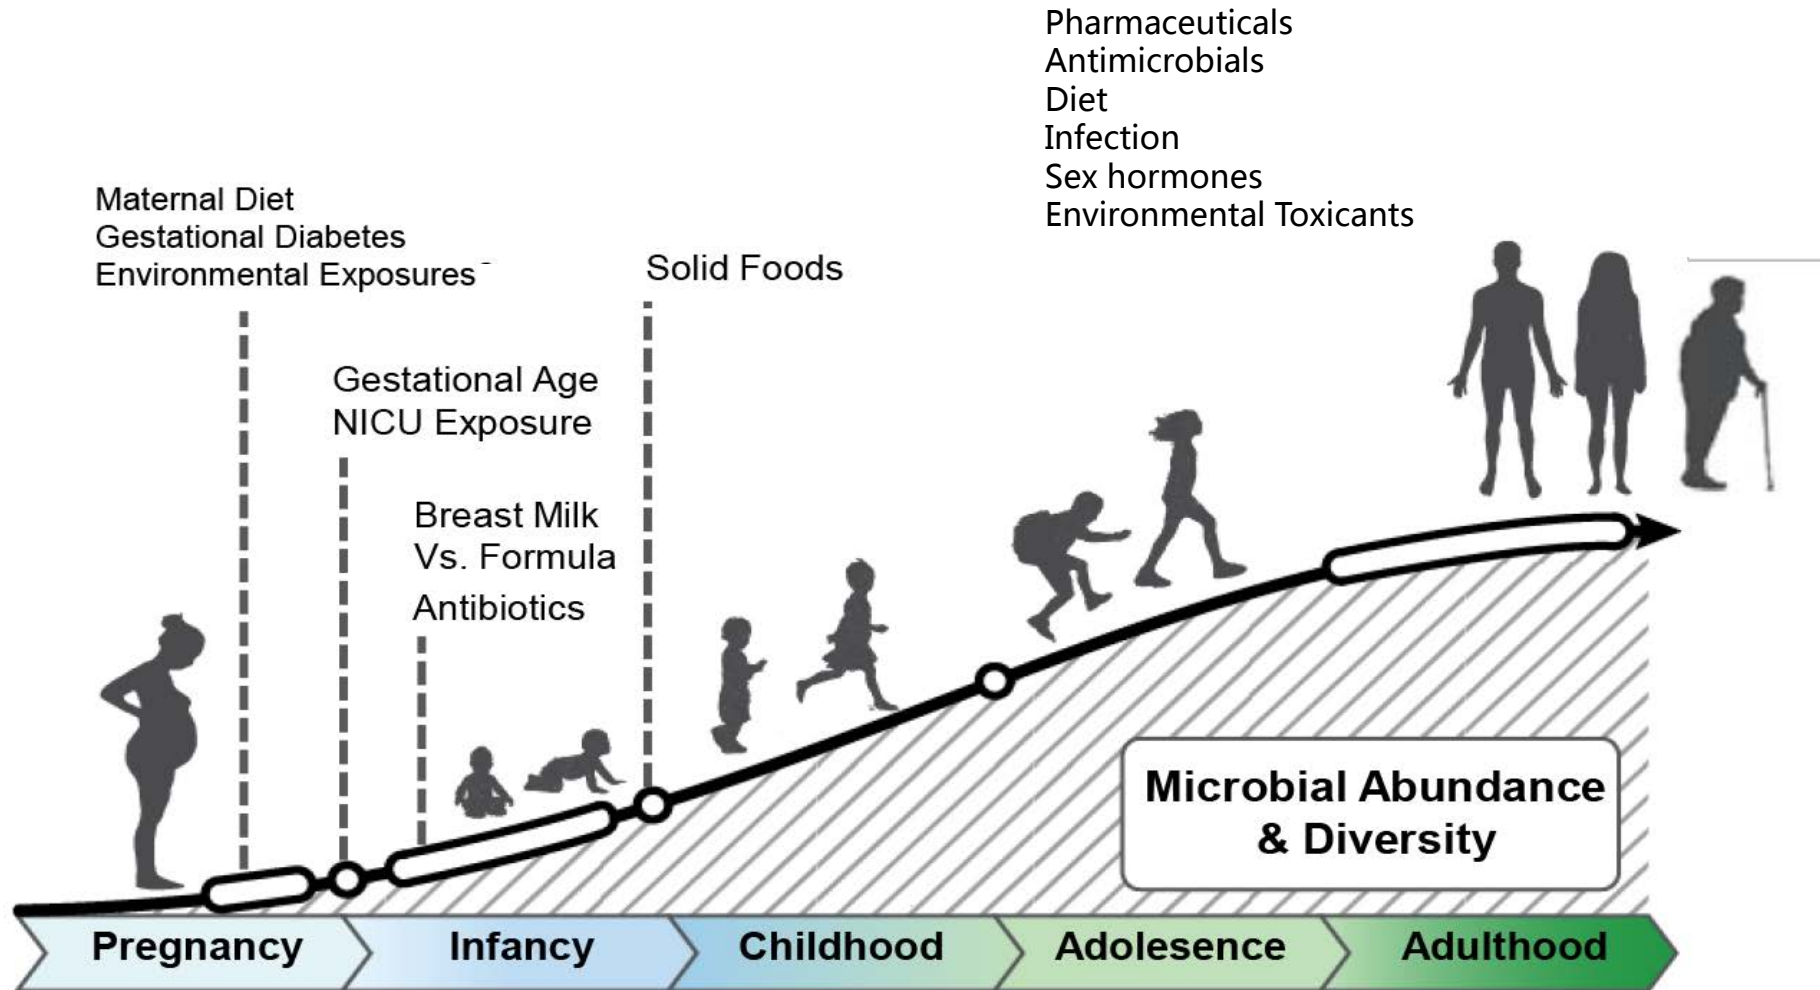 Pharmaceuticals
Antimicrobials
Diet
Infection
Sex hormones
Environmental Toxicants
Maternal Diet
Gestational Diabetes
Environmental Exposures
Solid Foods
Gestational Age
NICU Exposure
Breast Milk
Vs. Formula
Antibiotics
Microbial Abundance
& Diversity
Pregnancy
Infancy
Childhood
Adolesence
Adulthood